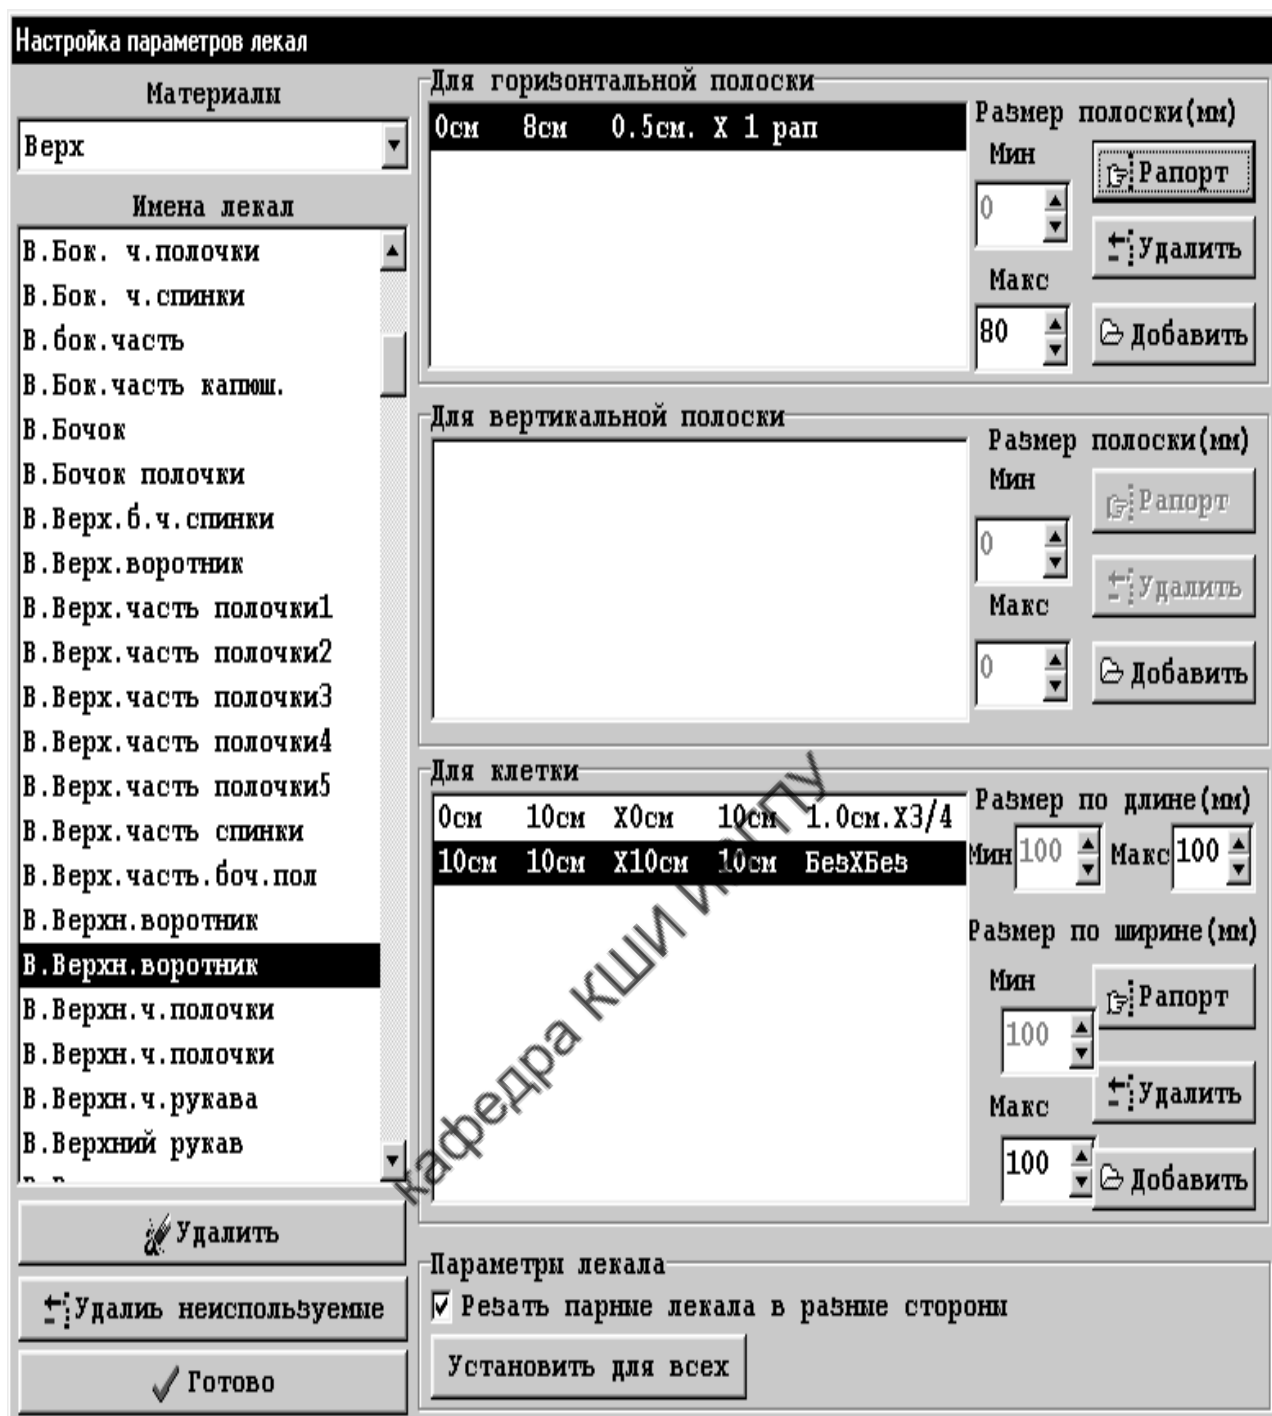 Настройка параметров лекал
Материалы
Верх
Имена лекал
В.Бок. ч.полочки
В.Бок. ч.спинки
В.бок.часть
В.Бок.часть капюш.
В.Бочок
В.Бочок полочки
В.Верх.б.ч.спинки
В.Верх.воротник
В.Верх.часть полочки1
В.Верх.часть полочки2
В.Верх.часть полочки3
В.Верх.часть полочки4
В.Верх.часть полочки5
В.Верх.часть спинки
В.Верх.часть.боч.пол
В.Верхн.воротник
В.Верхн.воротник
В.Верхн.ч.полочки
В.Верхн.ч.полочки
В.Верхн.ч.рукава
В.Верхний рукав
Удалить
Удалиь неиспользуемые
Готово
Для горизонтальной полоски
0см 8см 0.5см. X 1 рап
Размер полоски(мм)
Мин
0
Рапорт
Удалить
Макс
80
Добавить
Для вертикальной полоски
Размер полоски(мм)
Мин
0
Рапорт
Удалить
Макс
0
Добавить
Для клетки
0см 10см X0см 10см 1.0см.X3/4
10см 10см X10см 10см БезXБез
Размер по длине(мм)
Мин 100 Макс 100
Размер по ширине(мм)
Мин
100
Рапорт
Удалить
Макс
100
Добавить
Параметры лекала
Резать парные лекала в разные стороны
Установить для всех
кафедра КШИ